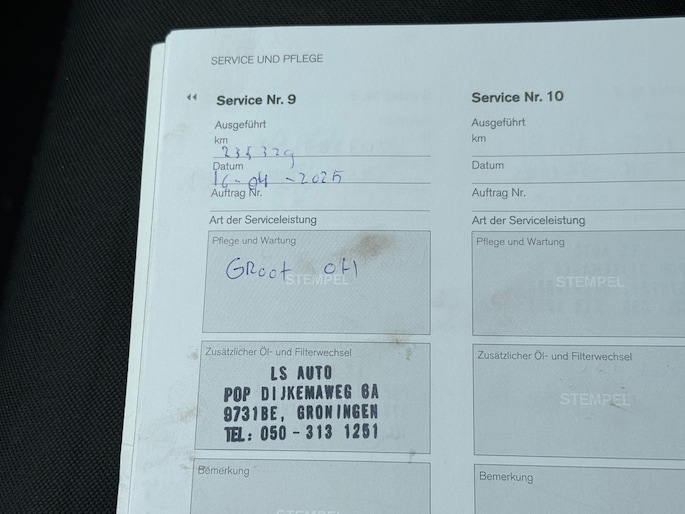 SERVICE UND PFLEGE
Service Nr. 9
Ausgeführt
km
235329
Datum
16-04-2025
Auftrag Nr.
Art der Serviceleistung
Pflege und Wartung
GROOT
STEMPEL
Zusätzlicher Öl- und Filterwechsel
LS AUTO
POP DIJKEMAWEG 6A
9731BE, GRONINGEN
TEL: 050 - 313 1251
Bemerkung
Service Nr. 10
Ausgeführt
km
Datum
Auftrag Nr.
Art der Serviceleistung
Pflege und Wartung
STEMPEL
Zusätzlicher Öl- und Filterwechsel
STEMPEL
Bemerkung